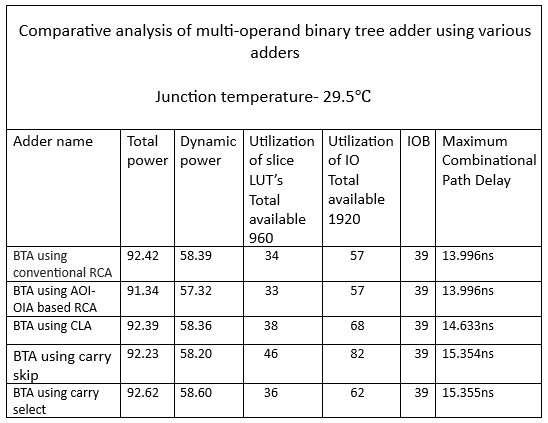 Comparative analysis of multi-operand binary tree adder using various
adders
Junction temperature- 29.5℃
Adder name Total power Dynamic power Utilization of slice LUT's Total available 960 Utilization of IO Total available 1920 IOB Maximum Combinational Path Delay
BTA using conventional RCA 92.42 58.39 34 57 39 13.996ns
BTA using AOI-OIA based RCA 91.34 57.32 33 57 39 13.996ns
BTA using CLA 92.39 58.36 38 68 39 14.633ns
BTA using carry skip 92.23 58.20 46 82 39 15.354ns
BTA using carry select 92.62 58.60 36 62 39 15.355ns